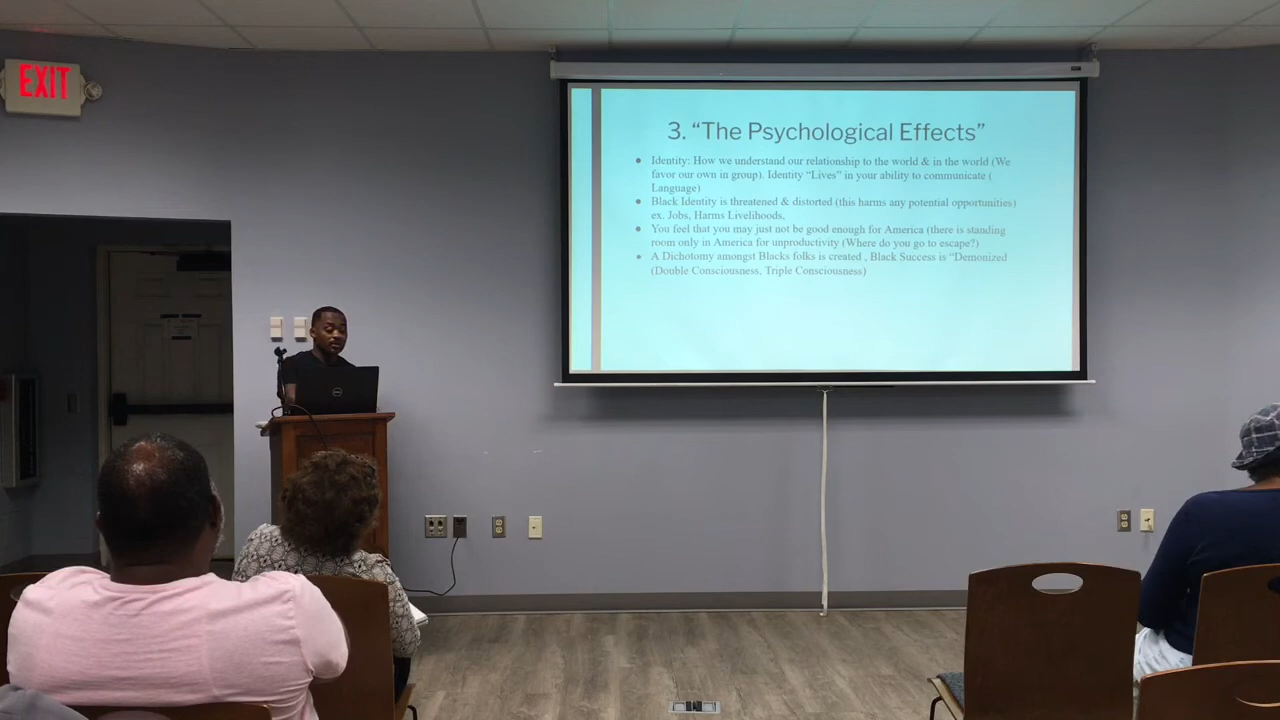 EXIT
3. “The Psychological Effects”
● Identity: How we understand our relationship to the world & in the world (We
favor our own in group). Identity “Lives” in your ability to communicate (
Language)
● Black Identity is threatened & distorted (this harms any potential opportunities)
ex. Jobs, Harms Livelihoods,
● You feel that you may just not be good enough for America (there is standing
room only in America for unproductivity (Where do you go to escape?)
● A Dichotomy amongst Blacks folks is created , Black Success is “Demonized
(Double Consciousness, Triple Consciousness)
DELL